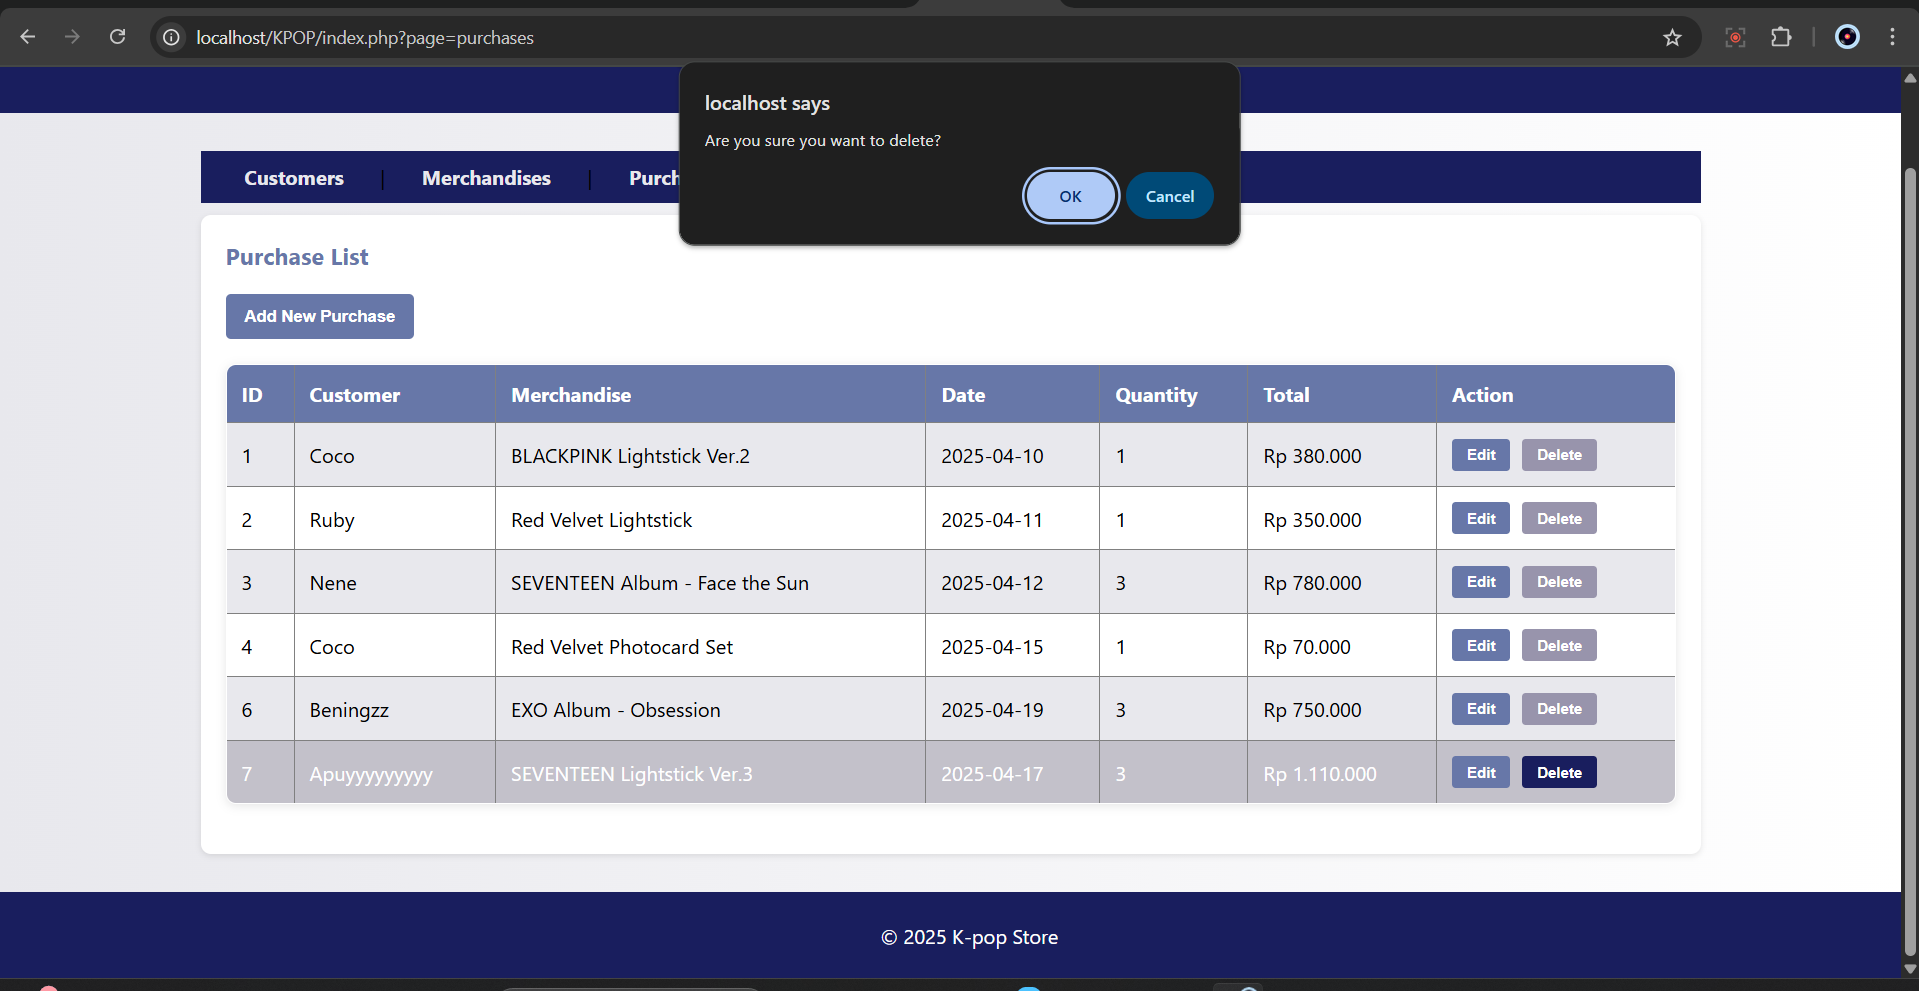 localhost/KPOP/index.php?page=purchases
localhost says
Are you sure you want to delete?
OK Cancel
Customers | Merchandises | Purch
Purchase List
Add New Purchase
ID Customer Merchandise Date Quantity Total Action
1 Coco BLACKPINK Lightstick Ver.2 2025-04-10 1 Rp 380.000 Edit Delete
2 Ruby Red Velvet Lightstick 2025-04-11 1 Rp 350.000 Edit Delete
3 Nene SEVENTEEN Album - Face the Sun 2025-04-12 3 Rp 780.000 Edit Delete
4 Coco Red Velvet Photocard Set 2025-04-15 1 Rp 70.000 Edit Delete
6 Beningzz EXO Album - Obsession 2025-04-19 3 Rp 750.000 Edit Delete
7 Apuyyyyyyyyy SEVENTEEN Lightstick Ver.3 2025-04-17 3 Rp 1.110.000 Edit Delete
© 2025 K-pop Store